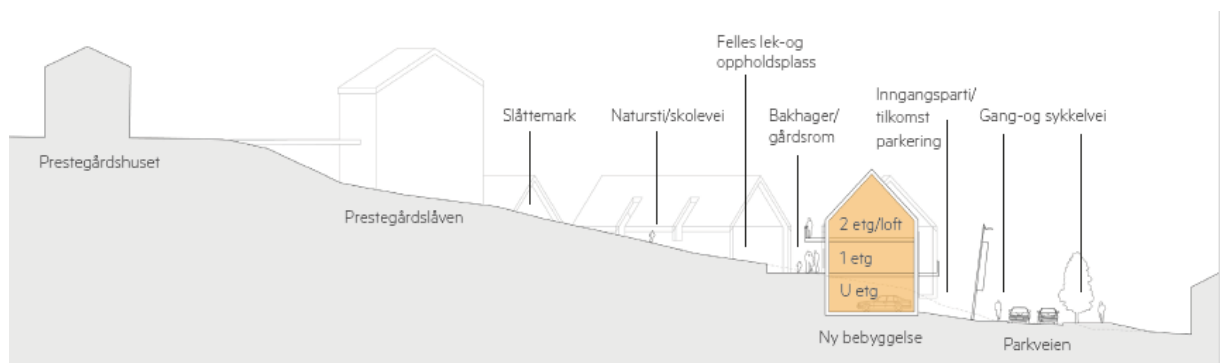 Prestegårdshuset
Prestegårdslåven
Slåttemark
Natursti/skolevei
Felles lek-og
oppholdsplass
Bakhager/
gårdsrom
Inngangsparti/
tilkomst
parkering
Gang-og sykkelvei
2 etg/loft
1 etg
U etg
Ny bebyggelse
Parkveien